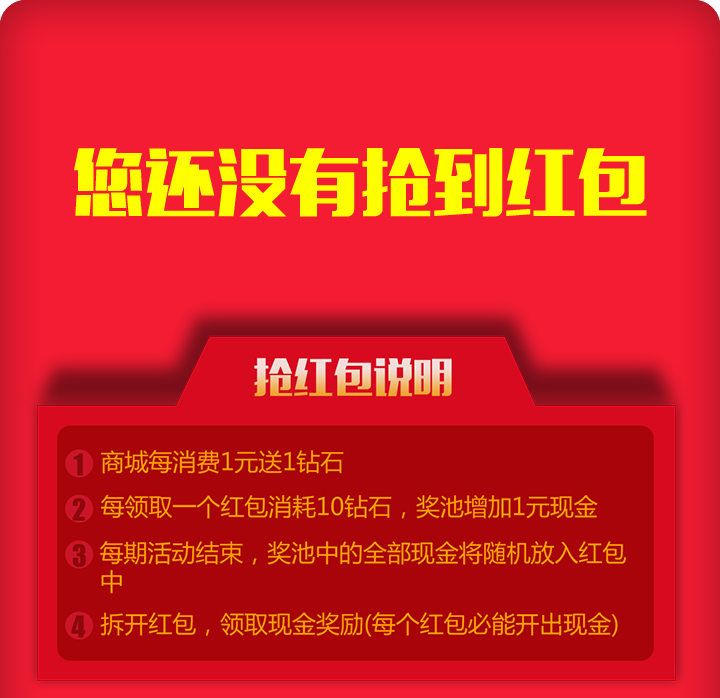 您还没有抢到红包
抢红包说明
1 商城每消费1元送1钻石
2 每领取一个红包消耗10钻石，奖池增加1元现金
3 每期活动结束，奖池中的全部现金将随机放入红包
中
4 拆开红包，领取现金奖励(每个红包必能开出现金)